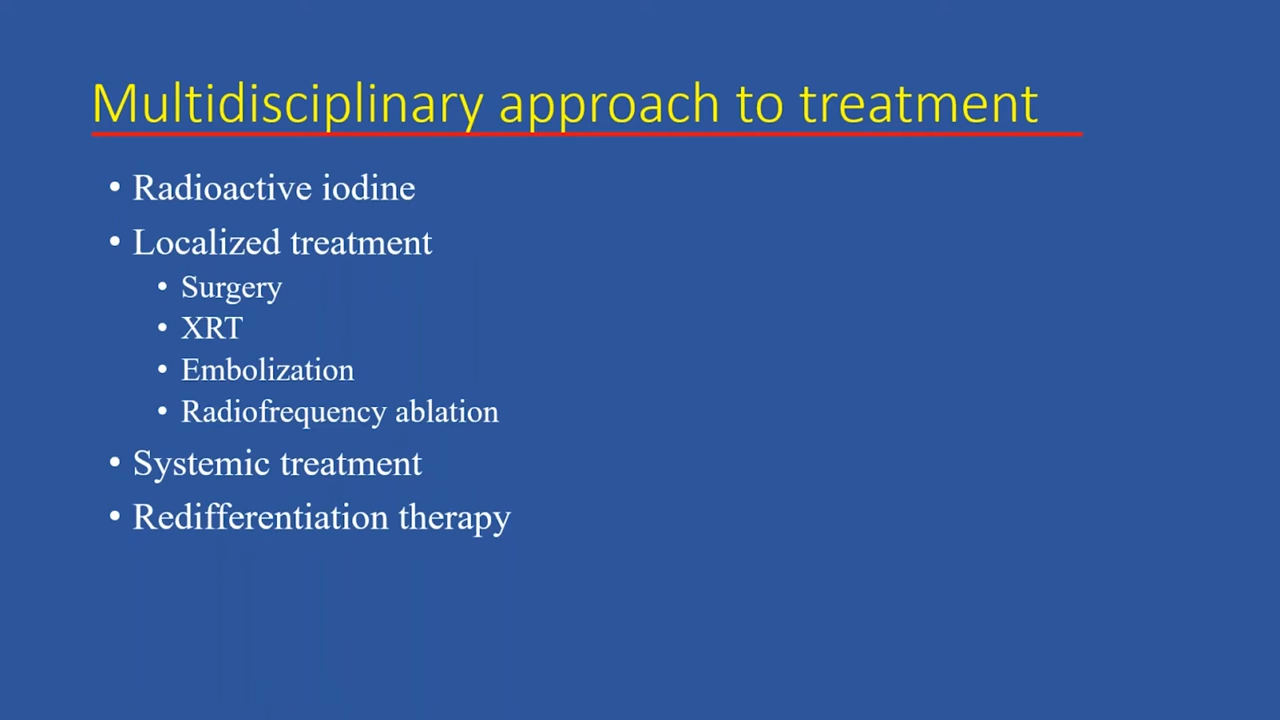 Multidisciplinary approach to treatment
• Radioactive iodine
• Localized treatment
• Surgery
• XRT
• Embolization
• Radiofrequency ablation
• Systemic treatment
• Redifferentiation therapy